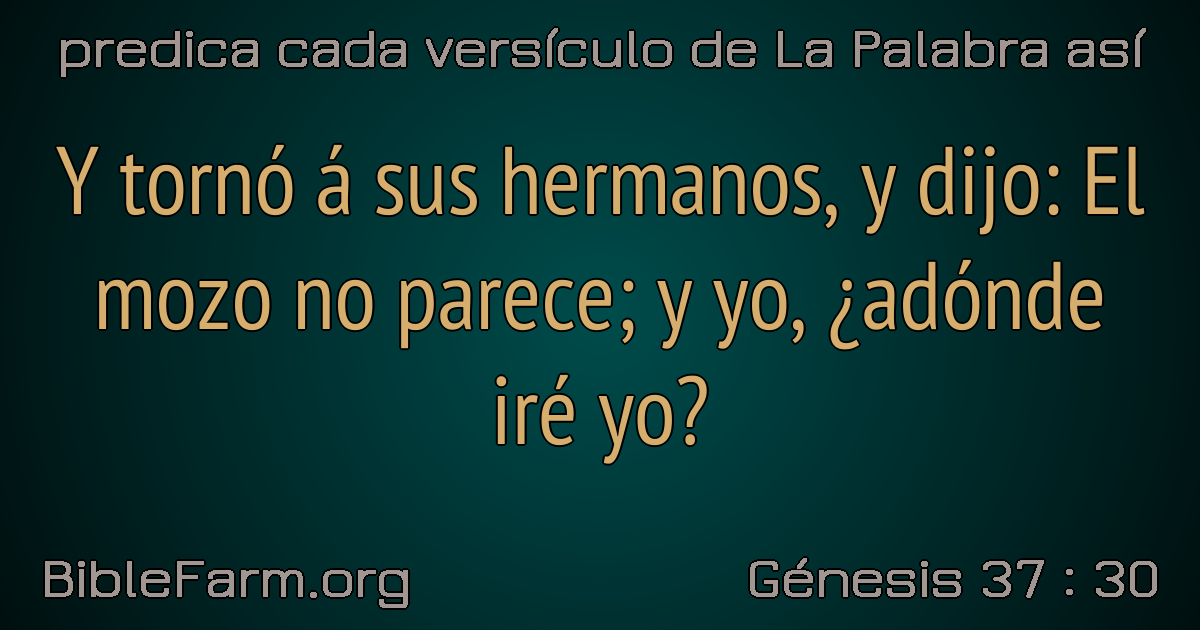 predica cada versículo de La Palabra así
Y tornó á sus hermanos, y dijo: El
mozo no parece; y yo, ¿adónde
iré yo?
BibleFarm.org
Génesis 37 : 30